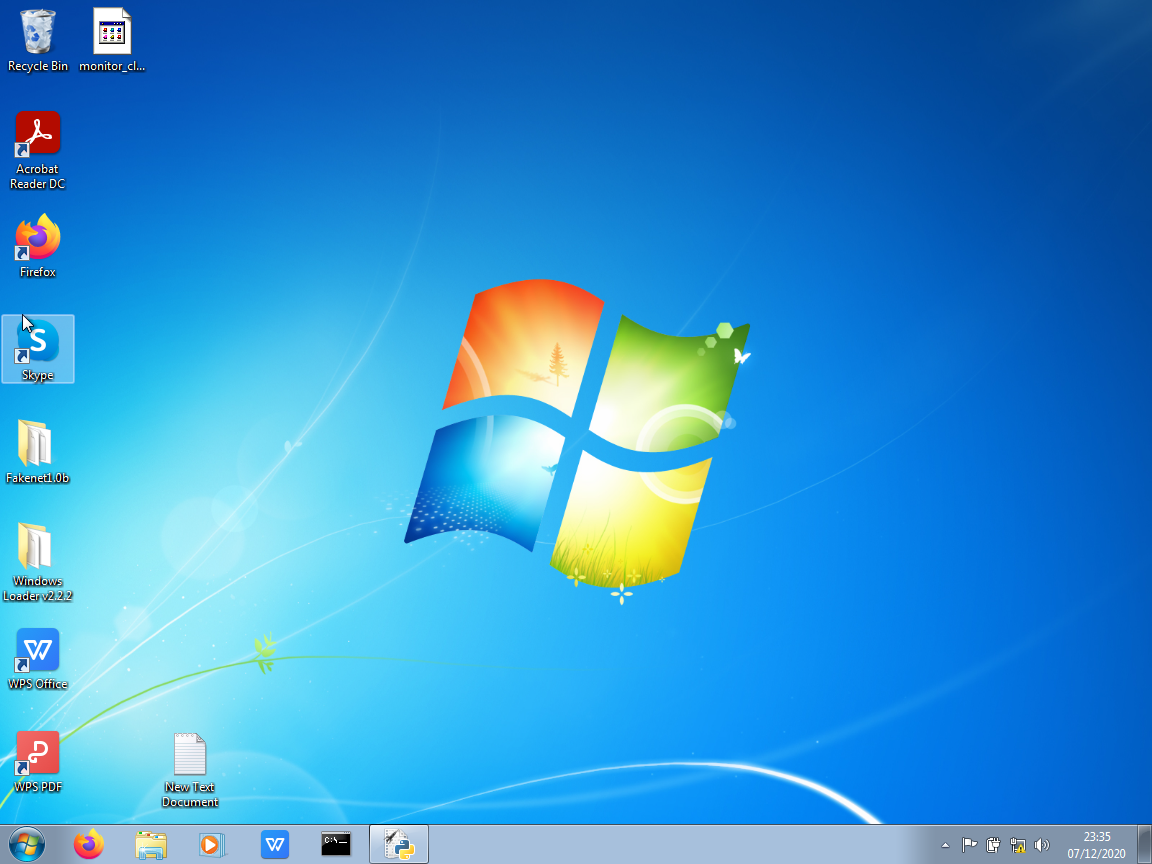 Recycle Bin
monitor_cl...
Acrobat
Reader DC
Firefox
S
Skype
Fakenet1.0b
Windows
Loader v2.2.2
W
WPS Office
WPS PDF
New Text
Document
W
C:\_
23:35
07/12/2020